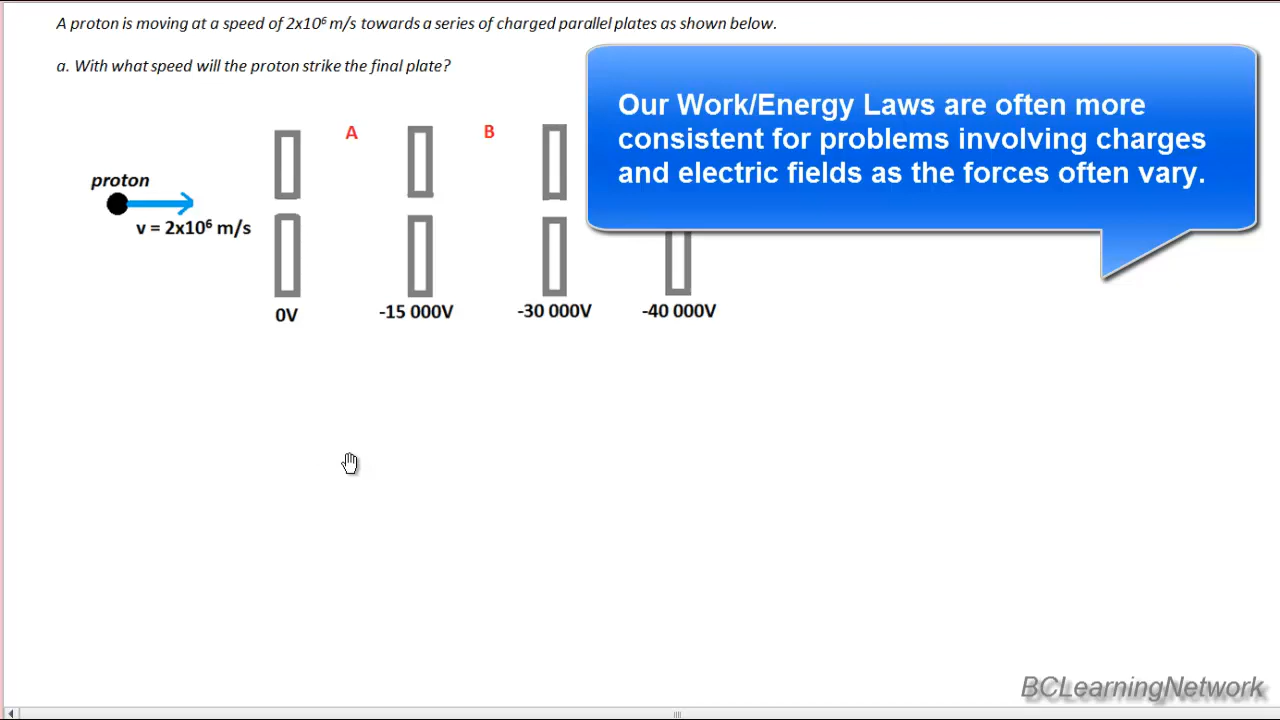 A proton is moving at a speed of 2x10⁶ m/s towards a series of charged parallel plates as shown below.
a. With what speed will the proton strike the final plate?
Our Work/Energy Laws are often more
consistent for problems involving charges
and electric fields as the forces often vary.
A
B
proton
v = 2x10⁶ m/s
0V
-15 000V
-30 000V
-40 000V
BCLearningNetwork